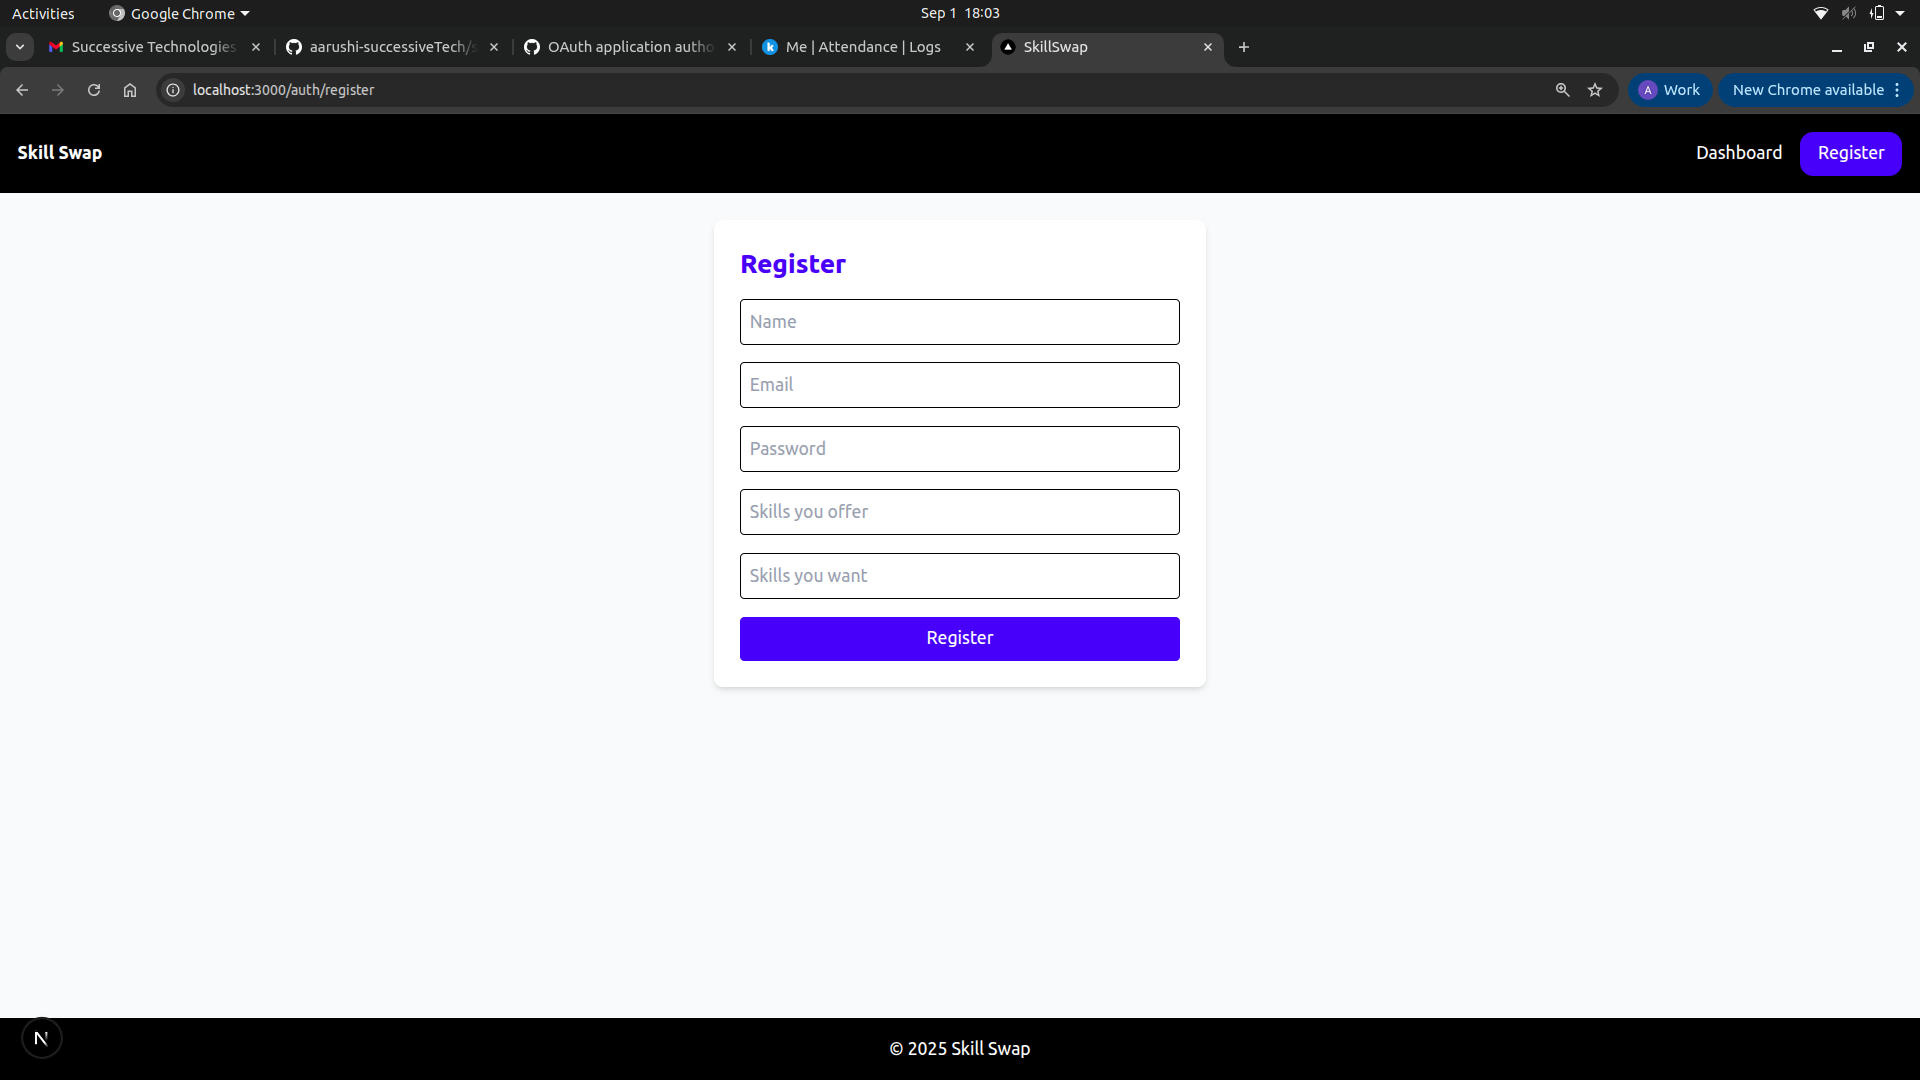 Activities
Google Chrome
Sep 1 18:03
Successive Technologies
aarushi-successiveTech/s
OAuth application autho
Me | Attendance | Logs
SkillSwap
localhost:3000/auth/register
A Work
New Chrome available
Skill Swap
Dashboard
Register
Register
Name
Email
Password
Skills you offer
Skills you want
Register
N
© 2025 Skill Swap